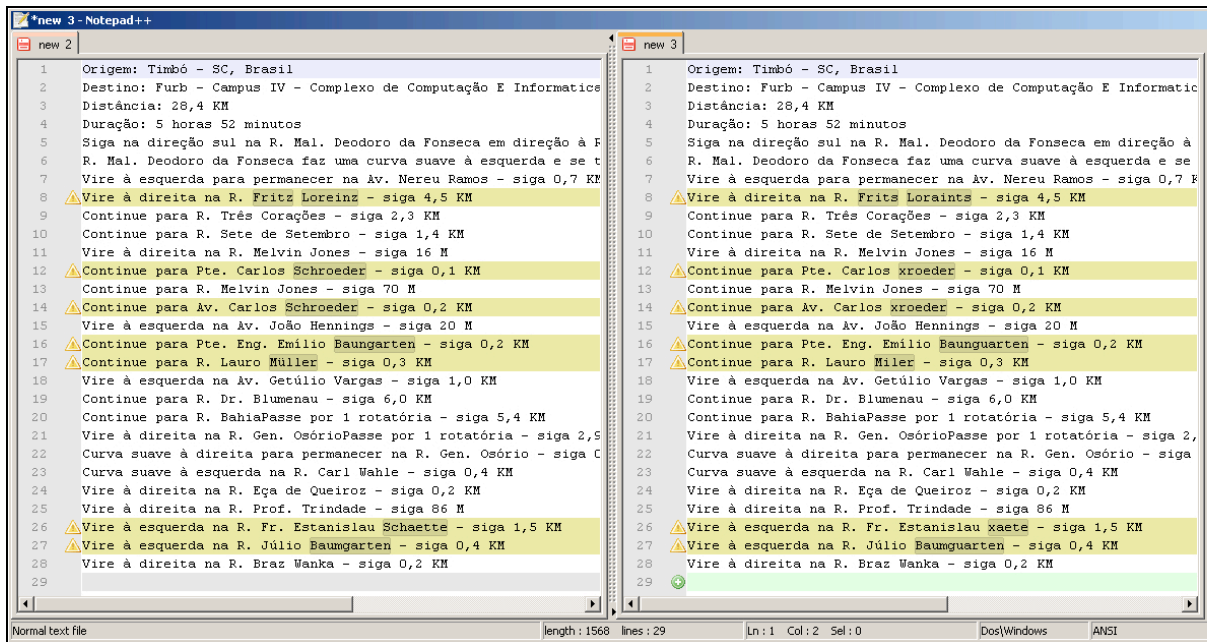 *new 3 - Notepad++
new 2
1 Origem: Timbó - SC, Brasil
2 Destino: Furb - Campus IV - Complexo de Computação E Informatica
3 Distância: 28,4 KM
4 Duração: 5 horas 52 minutos
5 Siga na direção sul na R. Mal. Deodoro da Fonseca em direção à
6 R. Mal. Deodoro da Fonseca faz uma curva suave à esquerda e se t
7 Vire à esquerda para permanecer na Av. Nereu Ramos - siga 0,7 KM
8 Vire à direita na R. Fritz Loreinz - siga 4,5 KM
9 Continue para R. Três Corações - siga 2,3 KM
10 Continue para R. Sete de Setembro - siga 1,4 KM
11 Vire à direita na R. Melvin Jones - siga 16 M
12 Continue para Pte. Carlos Schroeder - siga 0,1 KM
13 Continue para R. Melvin Jones - siga 70 M
14 Continue para Av. Carlos Schroeder - siga 0,2 KM
15 Vire à esquerda na Av. João Hennings - siga 20 M
16 Continue para Pte. Eng. Emílio Baungarten - siga 0,2 KM
17 Continue para R. Lauro Müller - siga 0,3 KM
18 Vire à esquerda na Av. Getúlio Vargas - siga 1,0 KM
19 Continue para R. Dr. Blumenau - siga 6,0 KM
20 Continue para R. BahiaPasse por 1 rotatória - siga 5,4 KM
21 Vire à direita na R. Gen. OsórioPasse por 1 rotatória - siga 2,9
22 Curva suave à direita para permanecer na R. Gen. Osório - siga
23 Curva suave à esquerda na R. Carl Wahle - siga 0,4 KM
24 Vire à direita na R. Eça de Queiroz - siga 0,2 KM
25 Vire à direita na R. Prof. Trindade - siga 86 M
26 Vire à esquerda na R. Fr. Estanislau Schaette - siga 1,5 KM
27 Vire à esquerda na R. Júlio Baumgarten - siga 0,4 KM
28 Vire à direita na R. Braz Wanka - siga 0,2 KM
29
new 3
1 Origem: Timbó - SC, Brasil
2 Destino: Furb - Campus IV - Complexo de Computação E Informatic
3 Distância: 28,4 KM
4 Duração: 5 horas 52 minutos
5 Siga na direção sul na R. Mal. Deodoro da Fonseca em direção à
6 R. Mal. Deodoro da Fonseca faz uma curva suave à esquerda e se
7 Vire à esquerda para permanecer na Av. Nereu Ramos - siga 0,7
8 Vire à direita na R. Frits Loraints - siga 4,5 KM
9 Continue para R. Três Corações - siga 2,3 KM
10 Continue para R. Sete de Setembro - siga 1,4 KM
11 Vire à direita na R. Melvin Jones - siga 16 M
12 Continue para Pte. Carlos xroeder - siga 0,1 KM
13 Continue para R. Melvin Jones - siga 70 M
14 Continue para Av. Carlos xroeder - siga 0,2 KM
15 Vire à esquerda na Av. João Hennings - siga 20 M
16 Continue para Pte. Eng. Emílio Baunguarten - siga 0,2 KM
17 Continue para R. Lauro Miler - siga 0,3 KM
18 Vire à esquerda na Av. Getúlio Vargas - siga 1,0 KM
19 Continue para R. Dr. Blumenau - siga 6,0 KM
20 Continue para R. BahiaPasse por 1 rotatória - siga 5,4 KM
21 Vire à direita na R. Gen. OsórioPasse por 1 rotatória - siga 2,
22 Curva suave à direita para permanecer na R. Gen. Osório - siga
23 Curva suave à esquerda na R. Carl Wahle - siga 0,4 KM
24 Vire à direita na R. Eça de Queiroz - siga 0,2 KM
25 Vire à direita na R. Prof. Trindade - siga 86 M
26 Vire à esquerda na R. Fr. Estanislau xaete - siga 1,5 KM
27 Vire à esquerda na R. Júlio Baumguarten - siga 0,4 KM
28 Vire à direita na R. Braz Wanka - siga 0,2 KM
29
Normal text file length : 1568 lines : 29 Ln : 1 Col : 2 Sel : 0 Dos\Windows ANSI